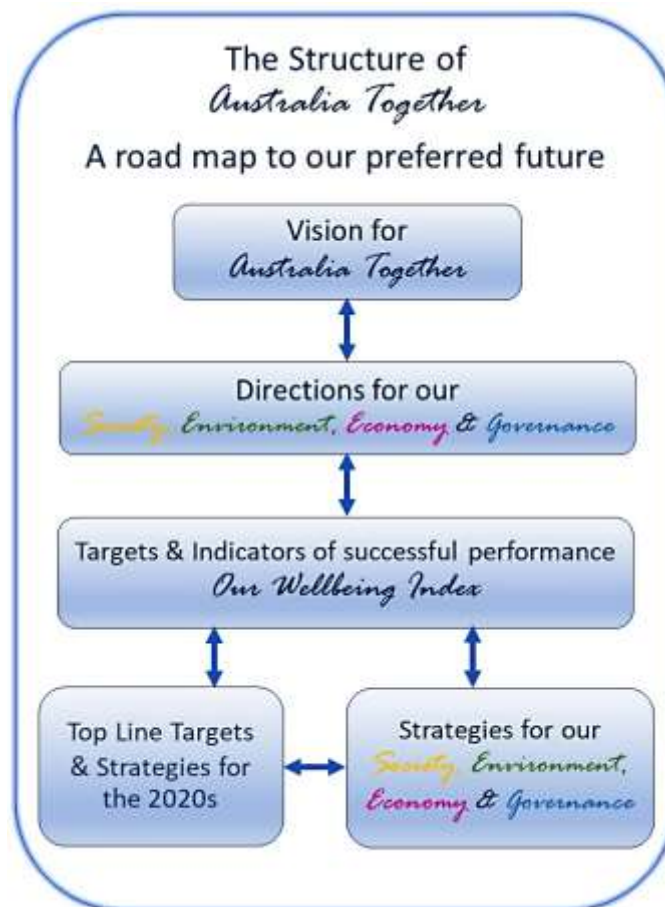 The Structure of
Australia Together
A road map to our preferred future
Vision for
Australia Together
Directions for our
Society, Environment, Economy & Governance
Targets & Indicators of successful performance
Our Wellbeing Index
Top Line Targets
& Strategies for
the 2020s
Strategies for our
Society, Environment,
Economy & Governance